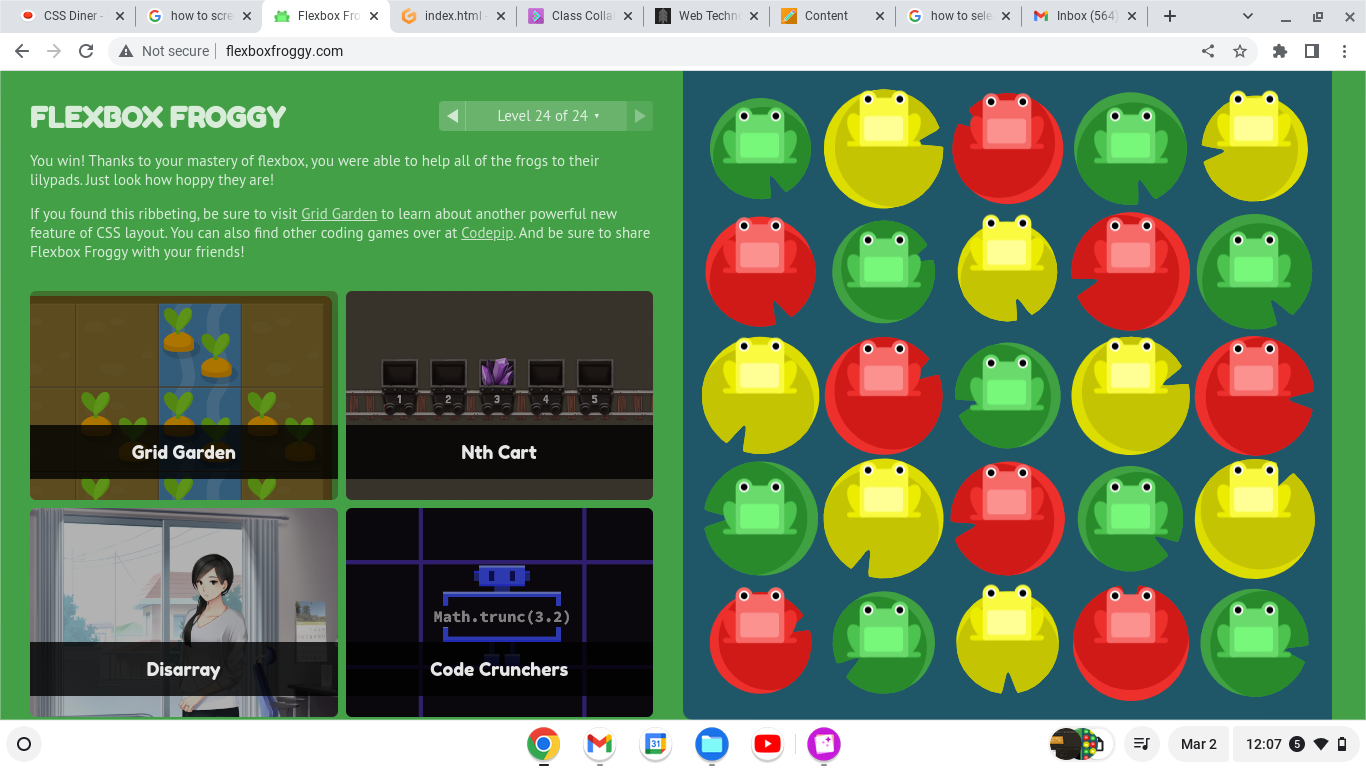 CSS Diner -
how to scre
Flexbox Fro
index.html -
Class Colla
Web Techno
Content
how to sele
Inbox (564)
Not secure
flexboxfroggy.com
FLEXBOX FROGGY
Level 24 of 24
You win! Thanks to your mastery of flexbox, you were able to help all of the frogs to their
lilypads. Just look how hoppy they are!
If you found this ribbeting, be sure to visit Grid Garden to learn about another powerful new
feature of CSS layout. You can also find other coding games over at Codepip. And be sure to share
Flexbox Froggy with your friends!
1 2 3 4 5
Grid Garden
Nth Cart
Math.trunc(3.2)
Disarray
Code Crunchers
31
Mar 2
12:07
5